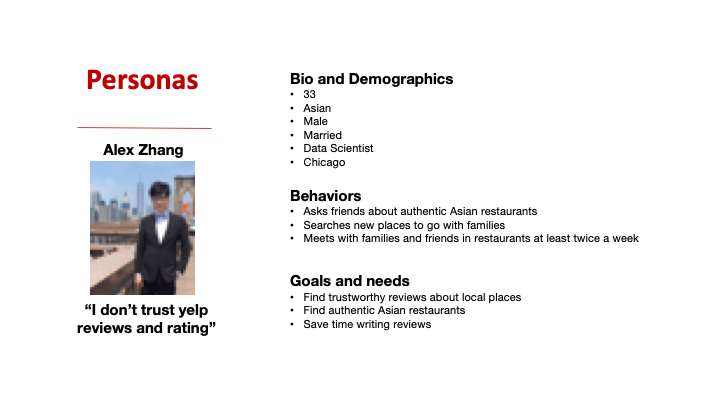 Personas
Alex Zhang
“I don’t trust yelp
reviews and rating”
Bio and Demographics
• 33
• Asian
• Male
• Married
• Data Scientist
• Chicago
Behaviors
• Asks friends about authentic Asian restaurants
• Searches new places to go with families
• Meets with families and friends in restaurants at least twice a week
Goals and needs
• Find trustworthy reviews about local places
• Find authentic Asian restaurants
• Save time writing reviews